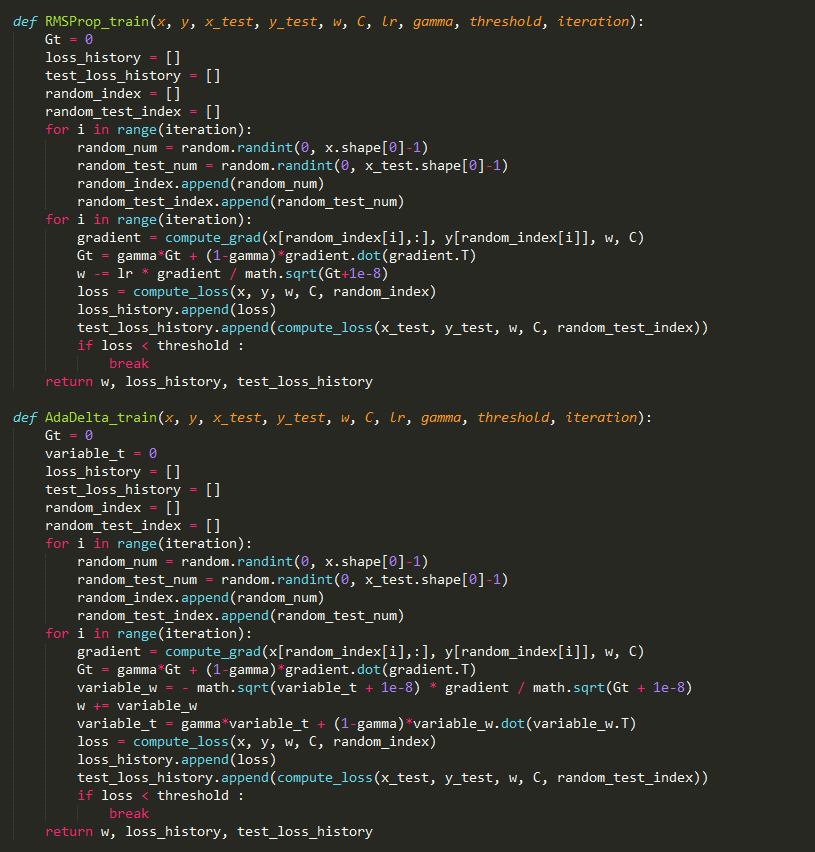 def RMSProp_train(x, y, x_test, y_test, w, C, lr, gamma, threshold, iteration):
    Gt = 0
    loss_history = []
    test_loss_history = []
    random_index = []
    random_test_index = []
    for i in range(iteration):
        random_num = random.randint(0, x.shape[0]-1)
        random_test_num = random.randint(0, x_test.shape[0]-1)
        random_index.append(random_num)
        random_test_index.append(random_test_num)
    for i in range(iteration):
        gradient = compute_grad(x[random_index[i],:], y[random_index[i]], w, C)
        Gt = gamma*Gt + (1-gamma)*gradient.dot(gradient.T)
        w -= lr * gradient / math.sqrt(Gt+1e-8)
        loss = compute_loss(x, y, w, C, random_index)
        loss_history.append(loss)
        test_loss_history.append(compute_loss(x_test, y_test, w, C, random_test_index))
        if loss < threshold :
            break
    return w, loss_history, test_loss_history

def AdaDelta_train(x, y, x_test, y_test, w, C, lr, gamma, threshold, iteration):
    Gt = 0
    variable_t = 0
    loss_history = []
    test_loss_history = []
    random_index = []
    random_test_index = []
    for i in range(iteration):
        random_num = random.randint(0, x.shape[0]-1)
        random_test_num = random.randint(0, x_test.shape[0]-1)
        random_index.append(random_num)
        random_test_index.append(random_test_num)
    for i in range(iteration):
        gradient = compute_grad(x[random_index[i],:], y[random_index[i]], w, C)
        Gt = gamma*Gt + (1-gamma)*gradient.dot(gradient.T)
        variable_w = - math.sqrt(variable_t + 1e-8) * gradient / math.sqrt(Gt + 1e-8)
        w += variable_w
        variable_t = gamma*variable_t + (1-gamma)*variable_w.dot(variable_w.T)
        loss = compute_loss(x, y, w, C, random_index)
        loss_history.append(loss)
        test_loss_history.append(compute_loss(x_test, y_test, w, C, random_test_index))
        if loss < threshold :
            break
    return w, loss_history, test_loss_history